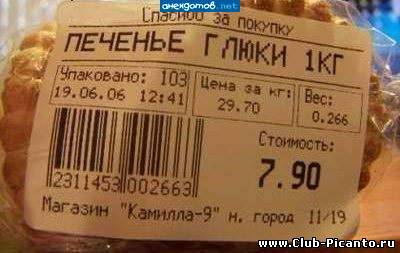 анекдотов.net
Спасибо за покупку
ПЕЧЕНЬЕ ГЛЮКИ 1КГ
Упаковано: 103
19.06.06 12:41
Цена за кг:
29.70
Вес:
0.266
Стоимость:
7.90
2311453 002663
Магазин "Камилла-9" н. город 11/19
www.Club-Picanto.ru